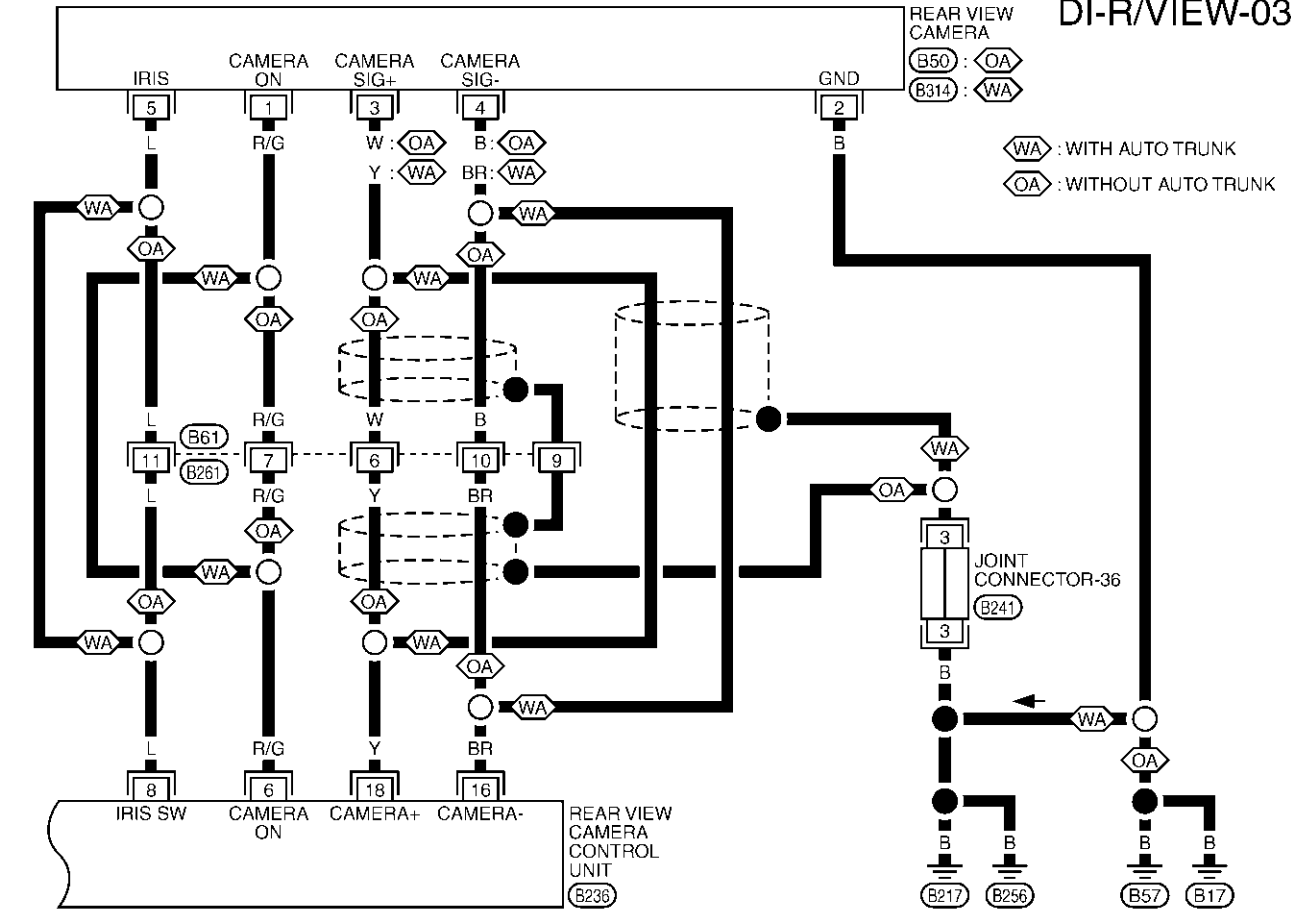 DI-R/VIEW-03
REAR VIEW
CAMERA
B50 : OA
B314 : WA
IRIS
CAMERA
ON
CAMERA
SIG+
CAMERA
SIG-
GND
5 1 3 4 2
L R/G W : OA B : OA B
Y : WA BR : WA
WA : WITH AUTO TRUNK
OA : WITHOUT AUTO TRUNK
WA WA
OA OA
WA WA
OA OA
L R/G W B
B61
11 7 6 10 9
B261
L R/G Y BR
WA
OA
OA
3
JOINT
CONNECTOR-36
B241
3
WA
OA OA
WA WA
OA
B
WA
WA
OA
L R/G Y BR
8 6 18 16
IRIS SW
CAMERA
ON
CAMERA+
CAMERA-
REAR VIEW
CAMERA
CONTROL
UNIT
B236
B B B B
B217 B256 B57 B17